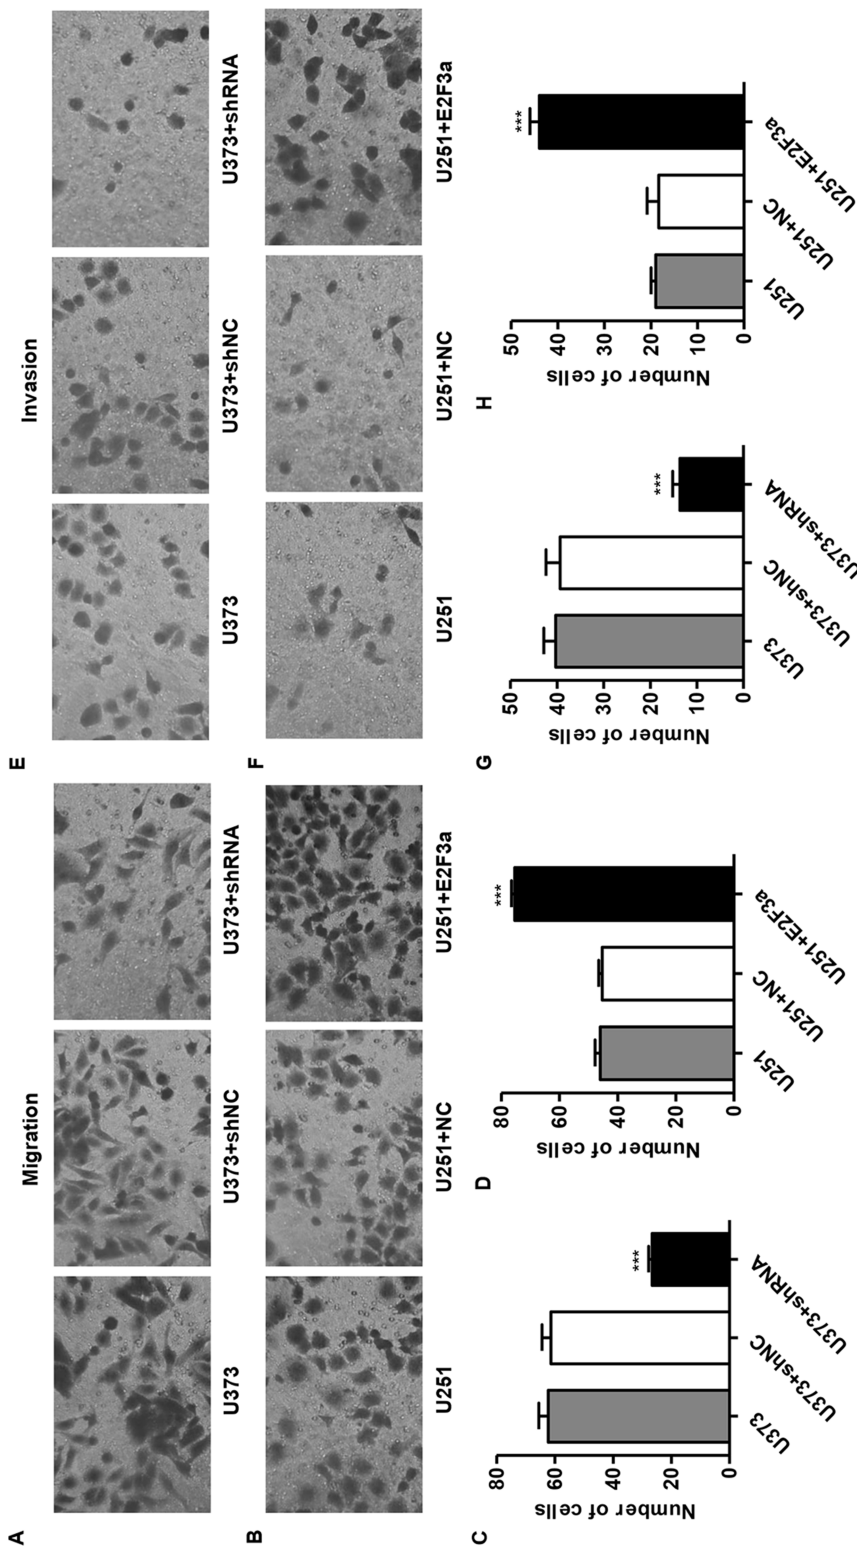 Migration
Invasion
A
U373
U373+shNC
U373+shRNA
E
U373
U373+shNC
U373+shRNA
B
U251
U251+NC
U251+E2F3a
F
U251
U251+NC
U251+E2F3a
C
Number of cells
80
60
40
20
0
***
U373
U373+shNC
U373+shRNA
D
Number of cells
80
60
40
20
0
***
U251
U251+NC
U251+E2F3a
G
Number of cells
50
40
30
20
10
0
***
U373
U373+shNC
U373+shRNA
H
Number of cells
50
40
30
20
10
0
***
U251
U251+NC
U251+E2F3a